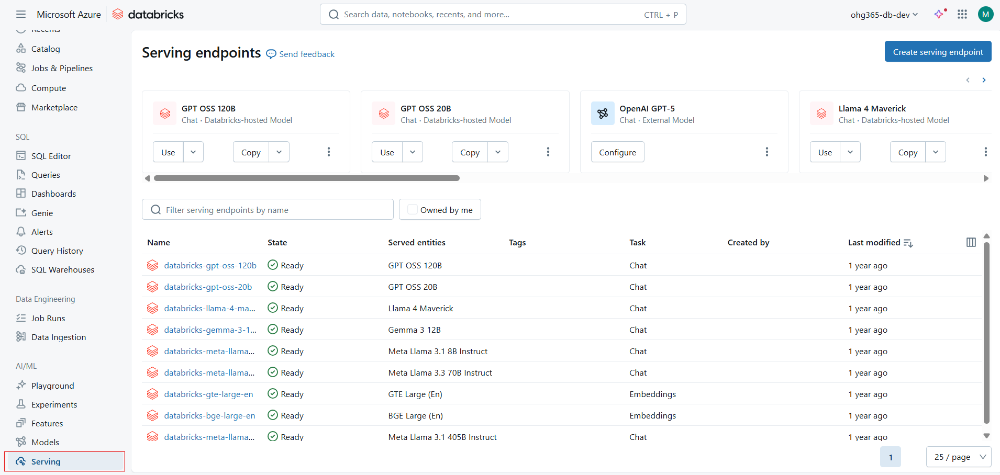 Microsoft Azure databricks
Search data, notebooks, recents, and more... CTRL + P
ohg365-db-dev
M
Recents
Catalog
Jobs & Pipelines
Compute
Marketplace
SQL
SQL Editor
Queries
Dashboards
Genie
Alerts
Query History
SQL Warehouses
Data Engineering
Job Runs
Data Ingestion
AI/ML
Playground
Experiments
Features
Models
Serving
Serving endpoints Send feedback
Create serving endpoint
GPT OSS 120B
Chat · Databricks-hosted Model
Use Copy
GPT OSS 20B
Chat · Databricks-hosted Model
Use Copy
OpenAI GPT-5
Chat · External Model
Configure
Llama 4 Maverick
Chat · Databricks-hosted Model
Use Copy
Filter serving endpoints by name
Owned by me
Name State Served entities Tags Task Created by Last modified
databricks-gpt-oss-120b Ready GPT OSS 120B Chat 1 year ago
databricks-gpt-oss-20b Ready GPT OSS 20B Chat 1 year ago
databricks-llama-4-ma... Ready Llama 4 Maverick Chat 1 year ago
databricks-gemma-3-1... Ready Gemma 3 12B Chat 1 year ago
databricks-meta-llama... Ready Meta Llama 3.1 8B Instruct Chat 1 year ago
databricks-meta-llama... Ready Meta Llama 3.3 70B Instruct Chat 1 year ago
databricks-gte-large-en Ready GTE Large (En) Embeddings 1 year ago
databricks-bge-large-en Ready BGE Large (En) Embeddings 1 year ago
databricks-meta-llama... Ready Meta Llama 3.1 405B Instruct Chat 1 year ago
1 25 / page